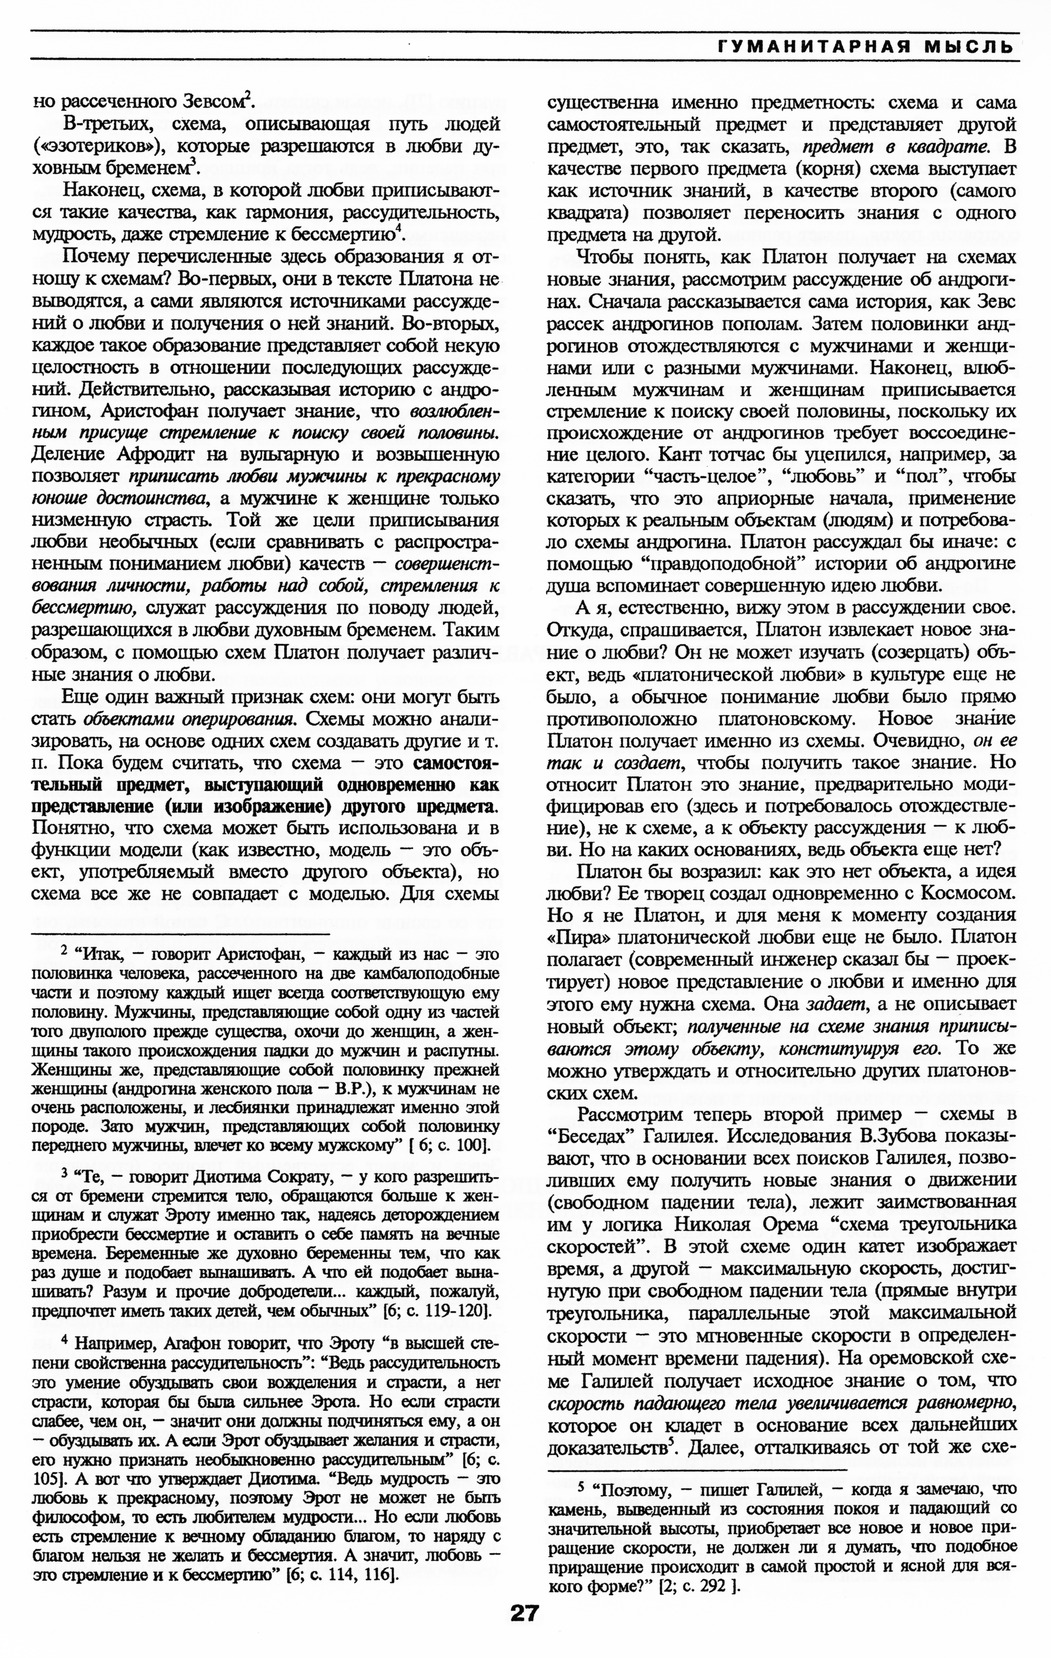 ГУМАНИТАРНАЯ МЫСЛЬ
но рассеченного Зевсом².
В-третьих, схема, описывающая путь людей
(«эзотериков»), которые разрешаются в любви ду-
ховным бременем³.
Наконец, схема, в которой любви приписывают-
ся такие качества, как гармония, рассудительность,
мудрость, даже стремление к бессмертию⁴.
Почему перечисленные здесь образования я от-
ношу к схемам? Во-первых, они в тексте Платона не
выводятся, а сами являются источниками рассужде-
ний о любви и получения о ней знаний. Во-вторых,
каждое такое образование представляет собой некую
целостность в отношении последующих рассужде-
ний. Действительно, рассказывая историю с андро-
гином, Аристофан получает знание, что возлюблен-
ным присуще стремление к поиску своей половины.
Деление Афродит на вульгарную и возвышенную
позволяет приписать любви мужчины к прекрасному
юноше достоинства, а мужчине к женщине только
низменную страсть. Той же цели приписывания
любви необычных (если сравнивать с распростра-
ненным пониманием любви) качеств — совершенст-
вования личности, работы над собой, стремления к
бессмертию, служат рассуждения по поводу людей,
разрешающихся в любви духовным бременем. Таким
образом, с помощью схем Платон получает различ-
ные знания о любви.
Еще один важный признак схем: они могут быть
стать объектами оперирования. Схемы можно анали-
зировать, на основе одних схем создавать другие и т.
п. Пока будем считать, что схема — это самостоя-
тельный предмет, выступающий одновременно как
представление (или изображение) другого предмета.
Понятно, что схема может быть использована и в
функции модели (как известно, модель — это объ-
ект, употребляемый вместо другого объекта), но
схема все же не совпадает с моделью. Для схемы
² “Итак, — говорит Аристофан, — каждый из нас — это
половинка человека, рассеченного на две камбалоподобные
части и поэтому каждый ищет всегда соответствующую ему
половину. Мужчины, представляющие собой одну из частей
того двуполого прежде существа, охочи до женщин, а жен-
щины такого происхождения падки до мужчин и распутны.
Женщины же, представляющие собой половинку прежней
женщины (андрогина женского пола — В.Р.), к мужчинам не
очень расположены, и лесбиянки принадлежат именно этой
породе. Зато мужчин, представляющих собой половинку
переднего мужчины, влечет ко всему мужскому” [ 6; с. 100].
³ “Те, — говорит Диотима Сократу, — у кого разрешить-
ся от бремени стремится тело, обращаются больше к жен-
щинам и служат Эроту именно так, надеясь деторождением
приобрести бессмертие и оставить о себе память на вечные
времена. Беременные же духовно беременны тем, что как
раз душе и подобает вынашивать. А что ей подобает вына-
шивать? Разум и прочие добродетели... каждый, пожалуй,
предпочтет иметь таких детей, чем обычных” [6; с. 119-120].
⁴ Например, Агафон говорит, что Эроту “в высшей сте-
пени свойственна рассудительность”: “Ведь рассудительность
это умение обуздывать свои вожделения и страсти, а нет
страсти, которая бы была сильнее Эрота. Но если страсти
слабее, чем он, — значит они должны подчиняться ему, а он
— обуздывать их. А если Эрот обуздывает желания и страсти,
его нужно признать необыкновенно рассудительным” [6; с.
105]. А вот что утверждает Диотима. “Ведь мудрость — это
любовь к прекрасному, поэтому Эрот не может не быть
философом, то есть любителем мудрости... Но если любовь
есть стремление к вечному обладанию благом, то наряду с
благом нельзя не желать и бессмертия. А значит, любовь —
это стремление и к бессмертию” [6; с. 114, 116].
существенна именно предметность: схема и сама
самостоятельный предмет и представляет другой
предмет, это, так сказать, предмет в квадрате. В
качестве первого предмета (корня) схема выступает
как источник знаний, в качестве второго (самого
квадрата) позволяет переносить знания с одного
предмета на другой.
Чтобы понять, как Платон получает на схемах
новые знания, рассмотрим рассуждение об андроги-
нах. Сначала рассказывается сама история, как Зевс
рассек андрогинов пополам. Затем половинки анд-
рогинов отождествляются с мужчинами и женщи-
нами или с разными мужчинами. Наконец, влюб-
ленным мужчинам и женщинам приписывается
стремление к поиску своей половины, поскольку их
происхождение от андрогинов требует воссоедине-
ние целого. Кант тотчас бы уцепился, например, за
категории “часть-целое”, “любовь” и “пол”, чтобы
сказать, что это априорные начала, применение
которых к реальным объектам (людям) и потребова-
ло схемы андрогина. Платон рассуждал бы иначе: с
помощью “правдоподобной” истории об андрогине
душа вспоминает совершенную идею любви.
А я, естественно, вижу этом в рассуждении свое.
Откуда, спрашивается, Платон извлекает новое зна-
ние о любви? Он не может изучать (созерцать) объ-
ект, ведь «платонической любви» в культуре еще не
было, а обычное понимание любви было прямо
противоположно платоновскому. Новое знание
Платон получает именно из схемы. Очевидно, он ее
так и создает, чтобы получить такое знание. Но
относит Платон это знание, предварительно моди-
фицировав его (здесь и потребовалось отождествле-
ние), не к схеме, а к объекту рассуждения — к люб-
ви. Но на каких основаниях, ведь объекта еще нет?
Платон бы возразил: как это нет объекта, а идея
любви? Ее творец создал одновременно с Космосом.
Но я не Платон, и для меня к моменту создания
«Пира» платонической любви еще не было. Платон
полагает (современный инженер сказал бы — проек-
тирует) новое представление о любви и именно для
этого ему нужна схема. Она задает, а не описывает
новый объект; полученные на схеме знания приписы-
ваются этому объекту, конституируя его. То же
можно утверждать и относительно других платонов-
ских схем.
Рассмотрим теперь второй пример — схемы в
“Беседах” Галилея. Исследования В.Зубова показы-
вают, что в основании всех поисков Галилея, позво-
ливших ему получить новые знания о движении
(свободном падении тела), лежит заимствованная
им у логика Николая Орема “схема треугольника
скоростей”. В этой схеме один катет изображает
время, а другой — максимальную скорость, достиг-
нутую при свободном падении тела (прямые внутри
треугольника, параллельные этой максимальной
скорости — это мгновенные скорости в определен-
ный момент времени падения). На оремовской схе-
ме Галилей получает исходное знание о том, что
скорость падающего тела увеличивается равномерно,
которое он кладет в основание всех дальнейших
доказательств⁵. Далее, отталкиваясь от той же схе-
⁵ “Поэтому, — пишет Галилей, — когда я замечаю, что
камень, выведенный из состояния покоя и падающий со
значительной высоты, приобретает все новое и новое при-
ращение скорости, не должен ли я думать, что подобное
приращение происходит в самой простой и ясной для вся-
кого форме?” [2; с. 292 ].
27